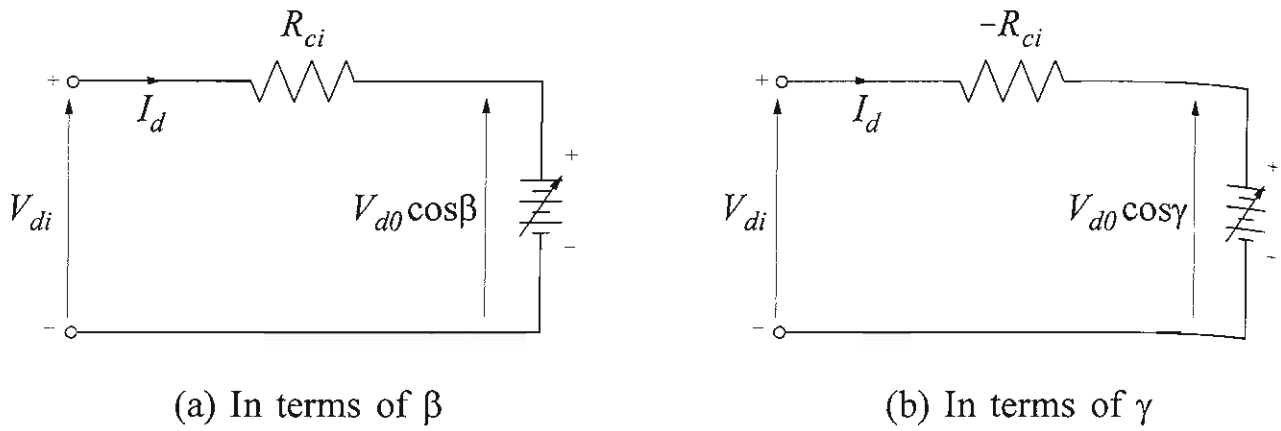 R_ci
-R_ci
+
I_d
+
I_d
+
+
V_di
V_d0 cosβ
V_di
V_d0 cosγ
−
−
−
−
(a) In terms of β
(b) In terms of γ